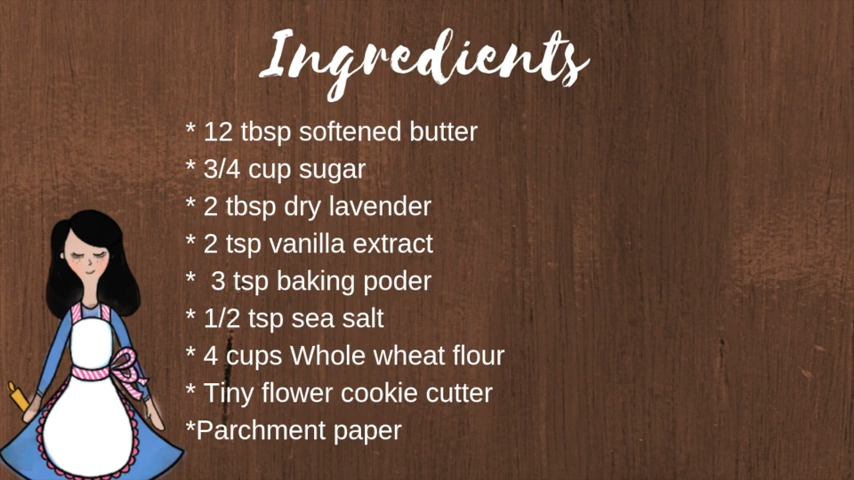 Ingredients
* 12 tbsp softened butter
* 3/4 cup sugar
* 2 tbsp dry lavender
* 2 tsp vanilla extract
*  3 tsp baking poder
* 1/2 tsp sea salt
* 4 cups Whole wheat flour
* Tiny flower cookie cutter
*Parchment paper